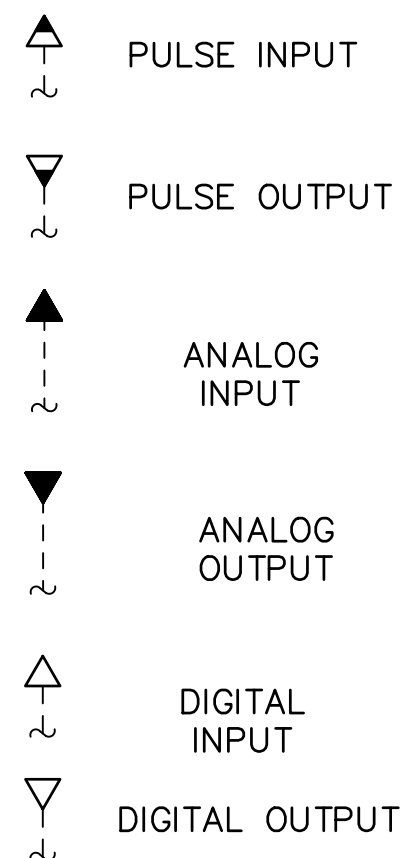 PULSE INPUT
PULSE OUTPUT
ANALOG
INPUT
ANALOG
OUTPUT
DIGITAL
INPUT
DIGITAL OUTPUT